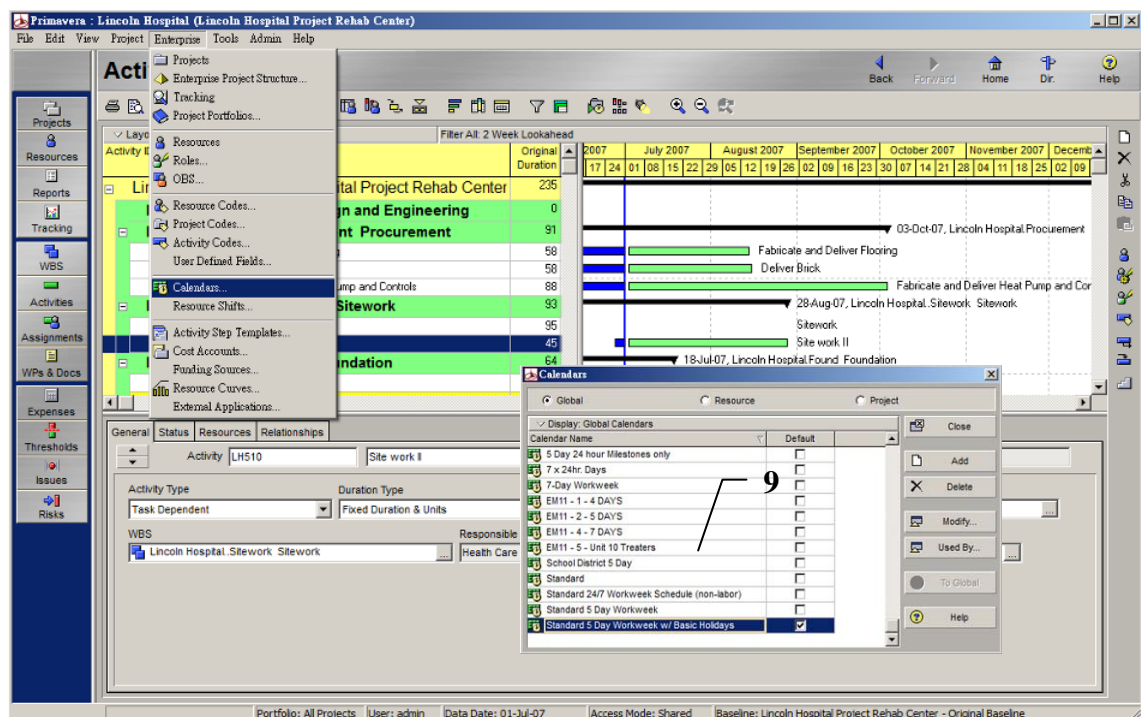 Primavera : Lincoln Hospital (Lincoln Hospital Project Rehab Center)
File Edit View Project Enterprise Tools Admin Help
Acti
Back Forward Home Dir. Help
Projects
Enterprise Project Structure...
Tracking
Project Portfolios...
Resources
Roles...
OBS...
Resource Codes...
Project Codes...
Activity Codes...
User Defined Fields...
Calendars...
Resource Shifts...
Activity Step Templates...
Cost Accounts...
Funding Sources...
Resource Curves...
External Applications...
Projects
Resources
Reports
Tracking
WBS
Activities
Assignments
WPs & Docs
Expenses
Thresholds
Issues
Risks
Layo Filter All: 2 Week Lookahead
Activity I Original Duration
2007 July 2007 August 2007 September 2007 October 2007 November 2007 Decemb
17 24 01 08 15 22 29 05 12 19 26 02 09 16 23 30 07 14 21 28 04 11 18 25 02 09
Li ital Project Rehab Center 235
gn and Engineering 0
nt Procurement 91 03-Oct-07, Lincoln Hospital.Procurement
58 Fabricate and Deliver Flooring
58 Deliver Brick
ump and Controls 88 Fabricate and Deliver Heat Pump and Cor
Sitework 93 28-Aug-07, Lincoln Hospital..Sitework Sitework
95 Sitework
45 Site work II
ndation 64 18-Jul-07, Lincoln Hospital.Found Foundation
General Status Resources Relationships
Activity LH510 Site work II
Activity Type Duration Type
Task Dependent Fixed Duration & Units
WBS Responsible
Lincoln Hospital..Sitework Sitework ... Health Care
Calendars
Global Resource Project
Display: Global Calendars
Calendar Name Default
5 Day 24 hour Milestones only
7 x 24hr. Days
7-Day Workweek
EM11 - 1 - 4 DAYS
EM11 - 2 - 5 DAYS
EM11 - 4 - 7 DAYS
EM11 - 5 - Unit 10 Treaters
School District 5 Day
Standard
Standard 24/7 Workweek Schedule (non-labor)
Standard 5 Day Workweek
Standard 5 Day Workweek w/ Basic Holidays
9
Close
Add
Delete
Modify...
Used By...
To Global
Help
Portfolio: All Projects User: admin Data Date: 01-Jul-07 Access Mode: Shared Baseline: Lincoln Hospital Project Rehab Center - Original Baseline